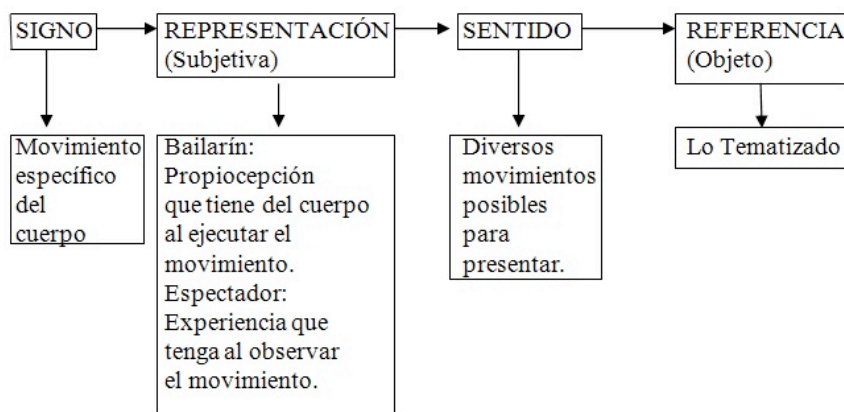 SIGNO
REPRESENTACIÓN
(Subjetiva)
SENTIDO
REFERENCIA
(Objeto)
Movimiento
específico
del
cuerpo
Bailarín:
Propiocepción
que tiene del cuerpo
al ejecutar el
movimiento.
Espectador:
Experiencia que
tenga al observar
el movimiento.
Diversos
movimientos
posibles
para
presentar.
Lo Tematizado